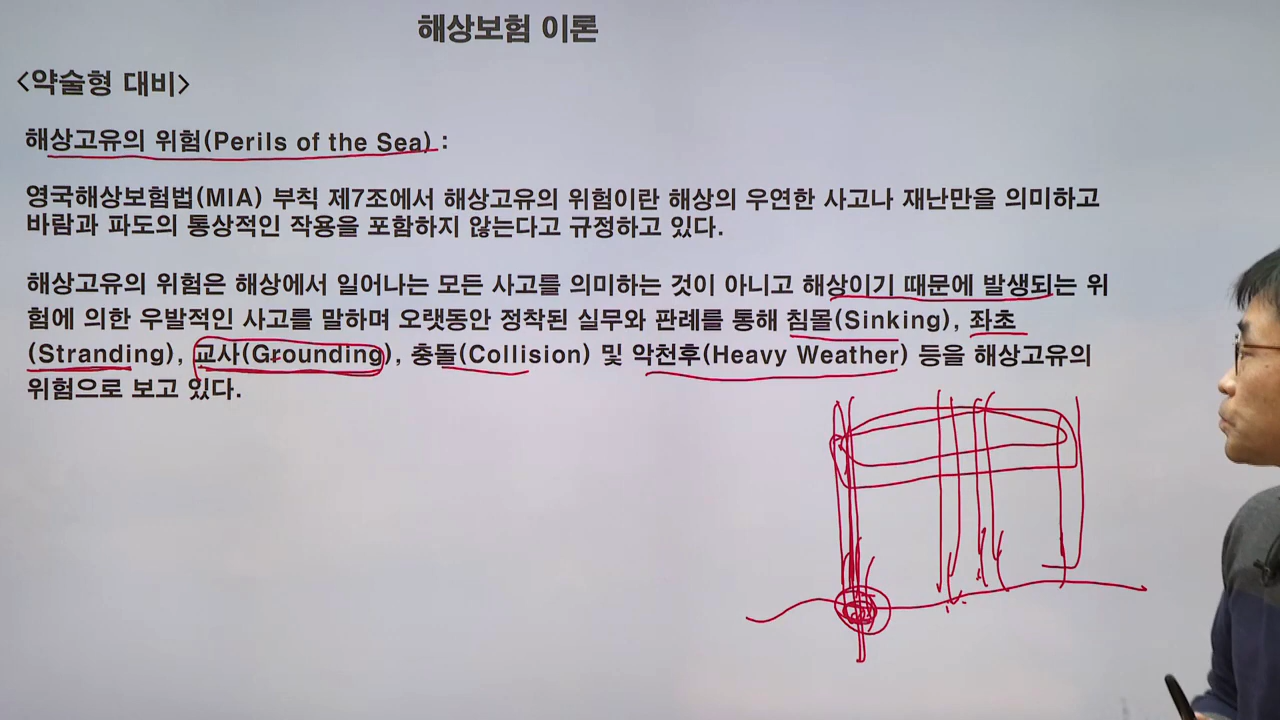 해상보험 이론
<약술형 대비>
해상고유의 위험(Perils of the Sea) :
영국해상보험법(MIA) 부칙 제7조에서 해상고유의 위험이란 해상의 우연한 사고나 재난만을 의미하고
바람과 파도의 통상적인 작용을 포함하지 않는다고 규정하고 있다.
해상고유의 위험은 해상에서 일어나는 모든 사고를 의미하는 것이 아니고 해상이기 때문에 발생되는 위
험에 의한 우발적인 사고를 말하며 오랫동안 정착된 실무와 판례를 통해 침몰(Sinking), 좌초
(Stranding), 교사(Grounding), 충돌(Collision) 및 악천후(Heavy Weather) 등을 해상고유의
위험으로 보고 있다.